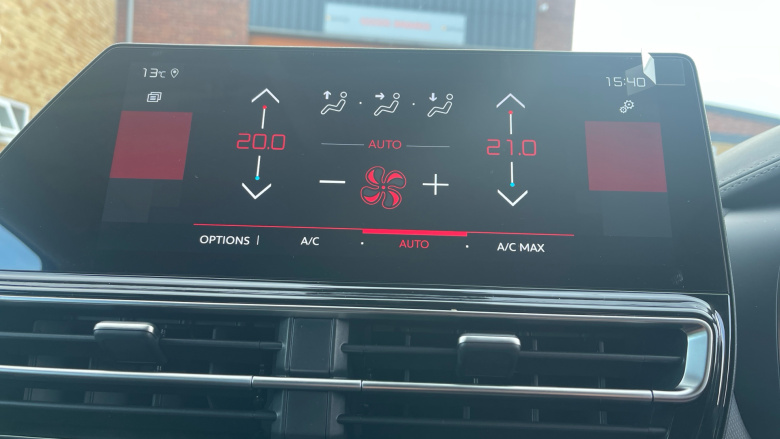 13°C 15:40
AUTO
20.0 21.0
OPTIONS A/C AUTO A/C MAX